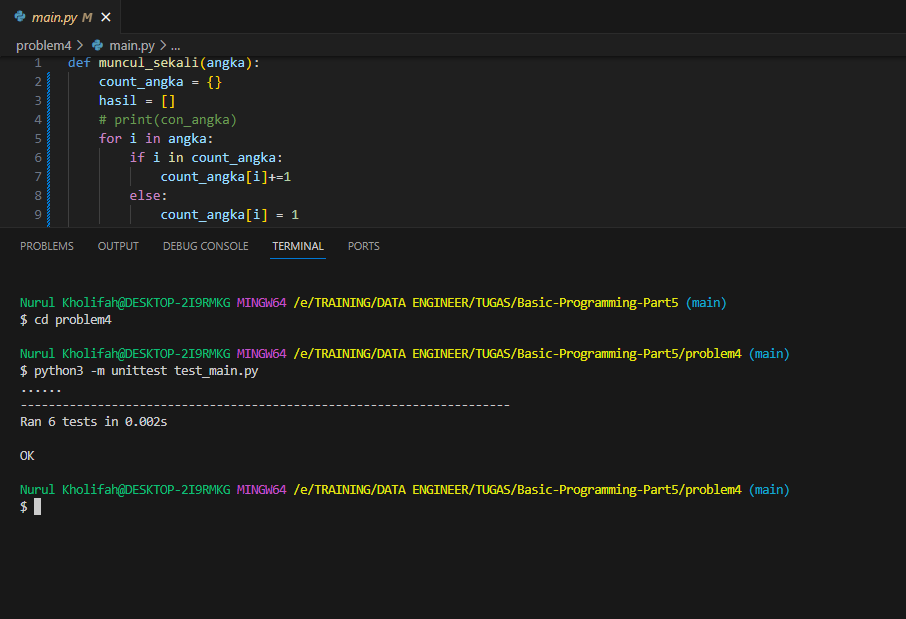 main.py M ×
problem4 > main.py > ...
1 def muncul_sekali(angka):
2 count_angka = {}
3 hasil = []
4 # print(con_angka)
5 for i in angka:
6 if i in count_angka:
7 count_angka[i]+=1
8 else:
9 count_angka[i] = 1
PROBLEMS OUTPUT DEBUG CONSOLE TERMINAL PORTS
Nurul Kholifah@DESKTOP-2I9RMKG MINGW64 /e/TRAINING/DATA ENGINEER/TUGAS/Basic-Programming-Part5 (main)
$ cd problem4
Nurul Kholifah@DESKTOP-2I9RMKG MINGW64 /e/TRAINING/DATA ENGINEER/TUGAS/Basic-Programming-Part5/problem4 (main)
$ python3 -m unittest test_main.py
......
----------------------------------------------------------------------
Ran 6 tests in 0.002s
OK
Nurul Kholifah@DESKTOP-2I9RMKG MINGW64 /e/TRAINING/DATA ENGINEER/TUGAS/Basic-Programming-Part5/problem4 (main)
$